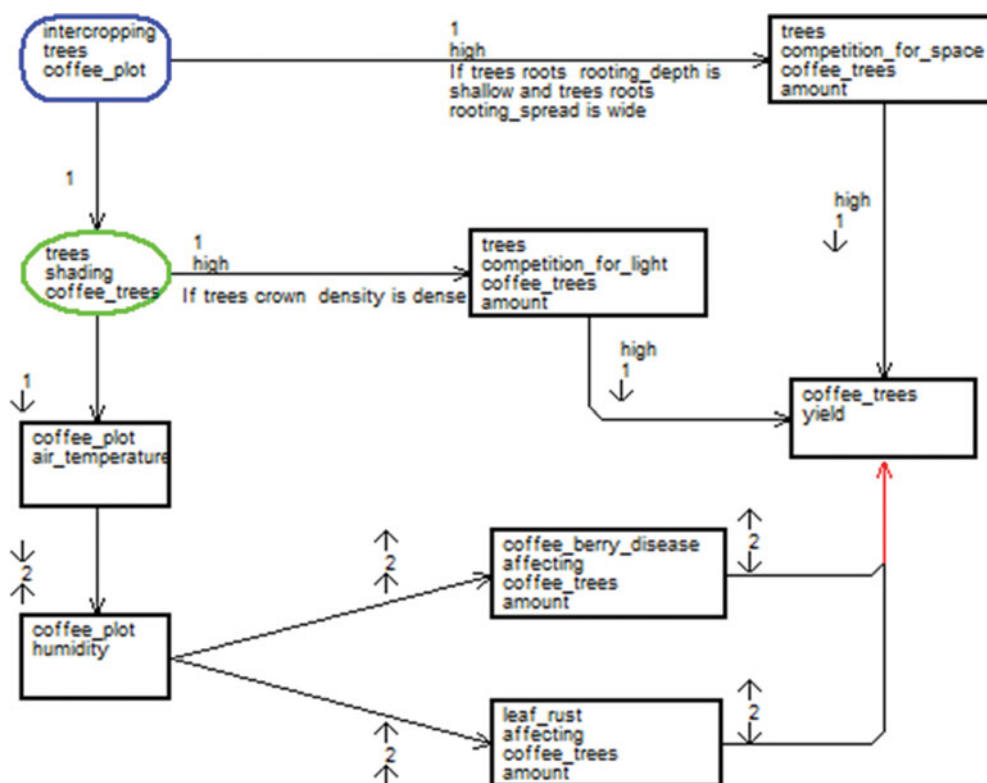 intercropping
trees
coffee_plot
1
high
If trees roots rooting_depth is
shallow and trees roots
rooting_spread is wide
trees
competition_for_space
coffee_trees
amount
1
high
1
trees
shading
coffee_trees
1
high
If trees crown density is dense
trees
competition_for_light
coffee_trees
amount
high
1
coffee_trees
yield
1
coffee_plot
air_temperature
2
coffee_plot
humidity
2
coffee_berry_disease
affecting
coffee_trees
amount
2
2
leaf_rust
affecting
coffee_trees
amount
2